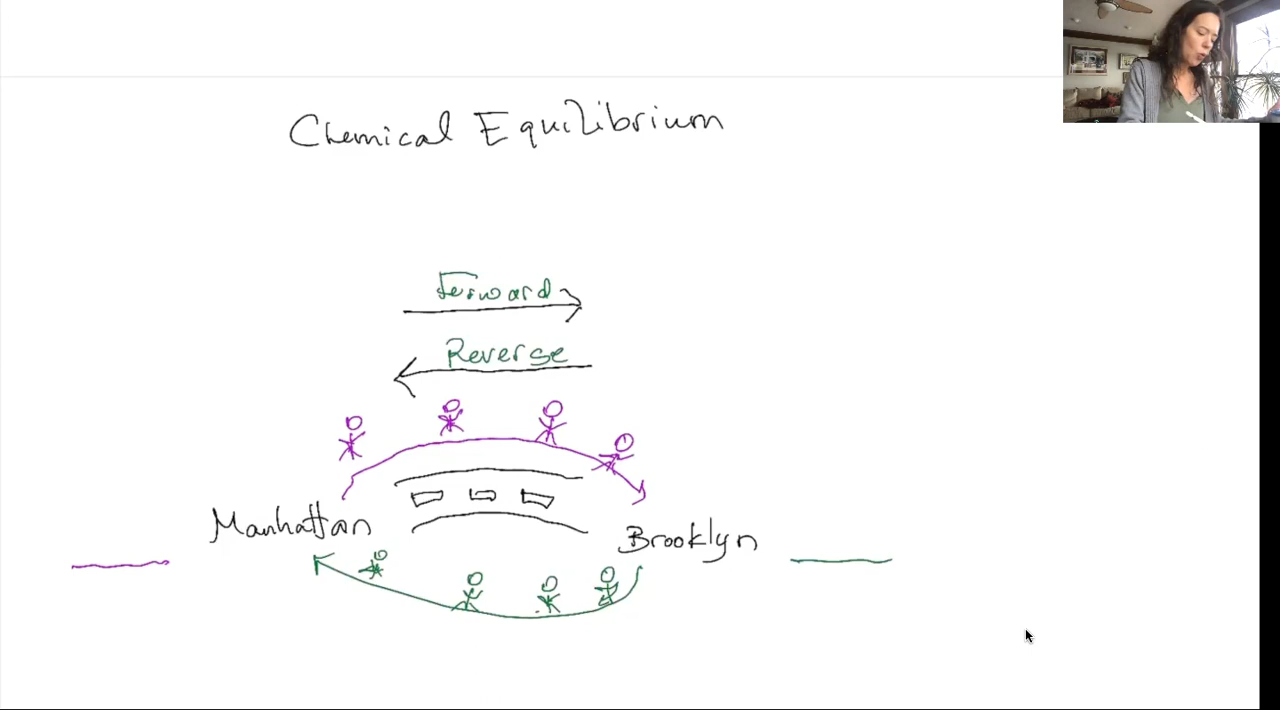 Chemical Equilibrium
Forward
Reverse
Manhattan
Brooklyn